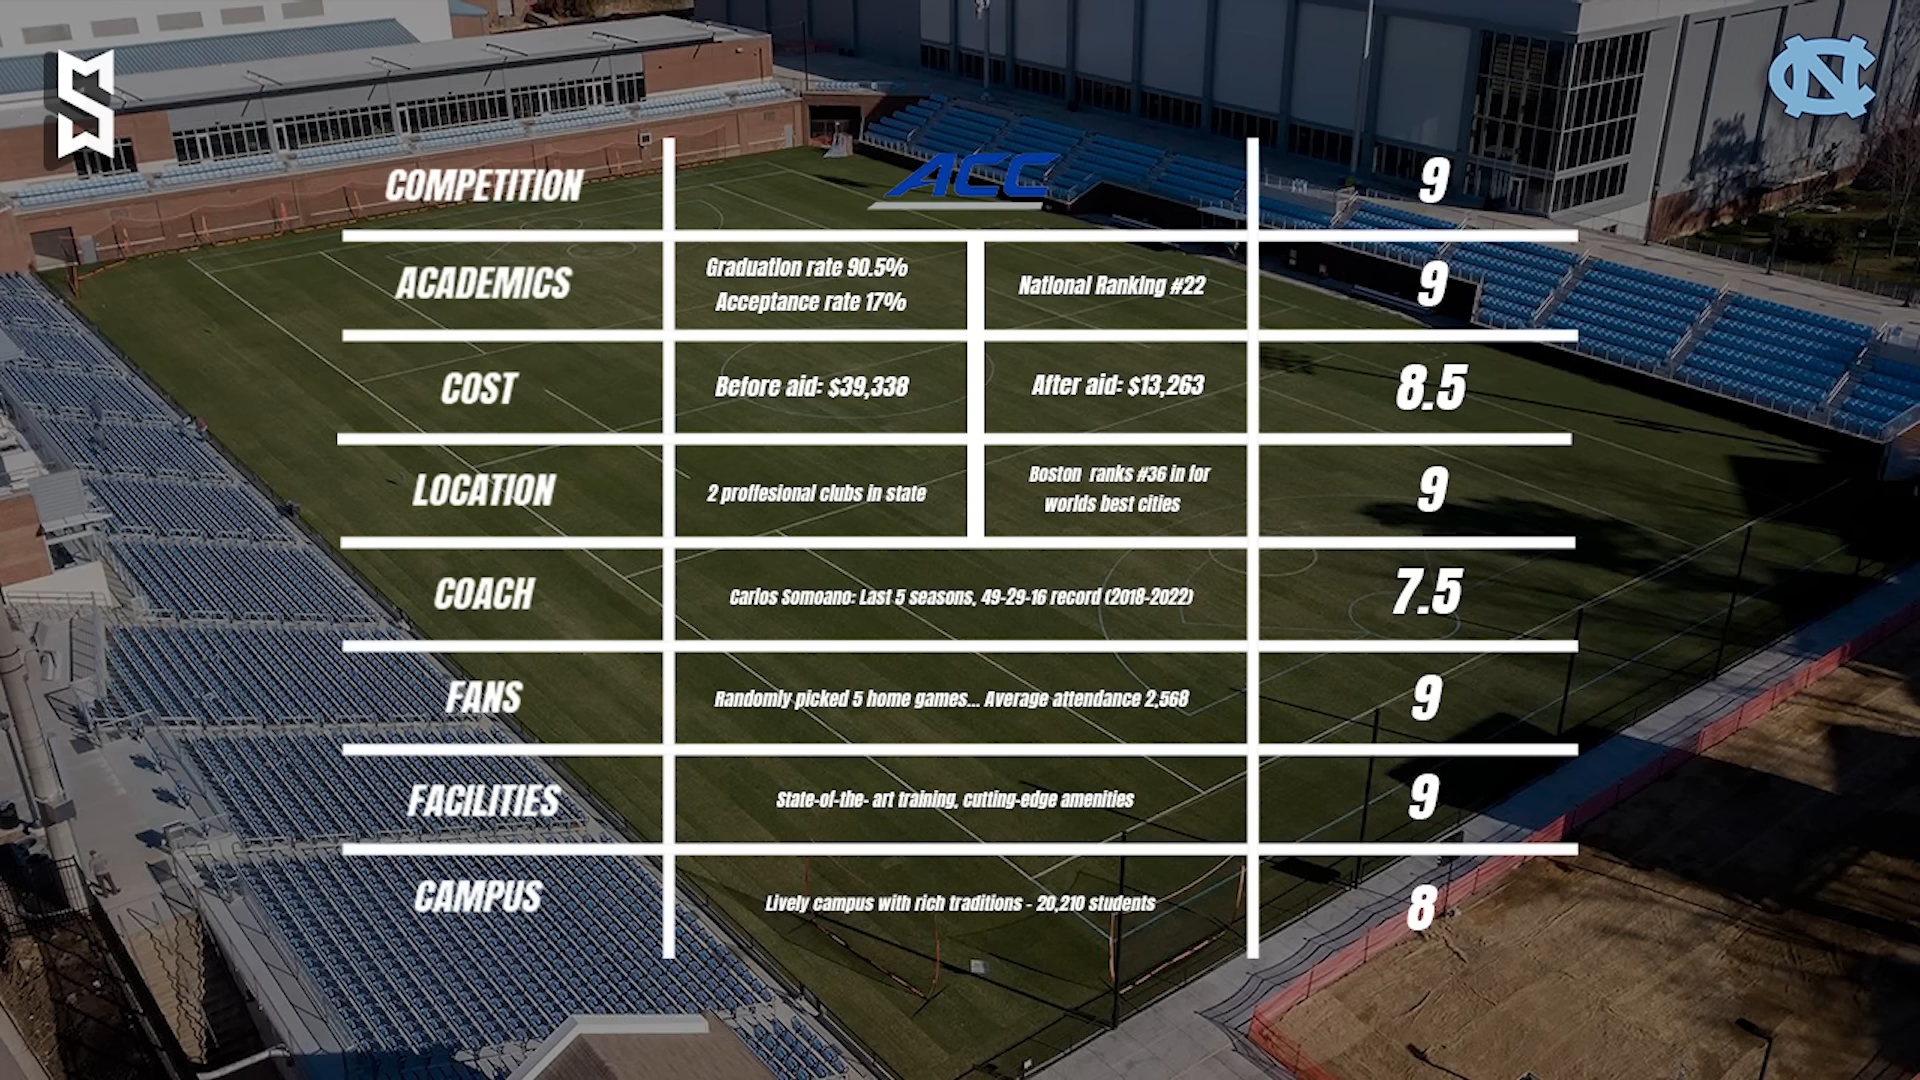 COMPETITION
ACC
9
ACADEMICS
Graduation rate 90.5%
Acceptance rate 17%
National Ranking #22
9
COST
Before aid: $39,338
After aid: $13,263
8.5
LOCATION
2 proffesional clubs in state
Boston ranks #36 in for
worlds best cities
9
COACH
Carlos Somoano: Last 5 seasons, 49-29-16 record (2018-2022)
7.5
FANS
Randomly picked 5 home games... Average attendance 2,568
9
FACILITIES
State-of-the- art training, cutting-edge amenities
9
CAMPUS
Lively campus with rich traditions - 20,210 students
8
S
NC